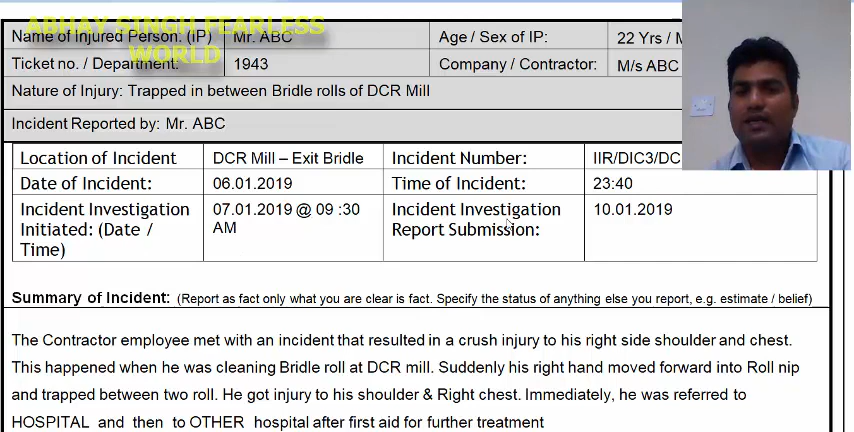 ABHAY SINGH FEARLESS
WORLD
Name of Injured Person. (IP) Mr. ABC Age / Sex of IP: 22 Yrs / M
Ticket no. / Department: 1943 Company / Contractor: M/s ABC
Nature of Injury: Trapped in between Bridle rolls of DCR Mill
Incident Reported by: Mr. ABC
Location of Incident DCR Mill – Exit Bridle Incident Number: IIR/DIC3/DC
Date of Incident: 06.01.2019 Time of Incident: 23:40
Incident Investigation 07.01.2019 @ 09 :30 Incident Investigation 10.01.2019
Initiated: (Date / AM Report Submission:
Time)
Summary of Incident: (Report as fact only what you are clear is fact. Specify the status of anything else you report, e.g. estimate / belief)
The Contractor employee met with an incident that resulted in a crush injury to his right side shoulder and chest.
This happened when he was cleaning Bridle roll at DCR mill. Suddenly his right hand moved forward into Roll nip
and trapped between two roll. He got injury to his shoulder & Right chest. Immediately, he was referred to
HOSPITAL and then to OTHER hospital after first aid for further treatment